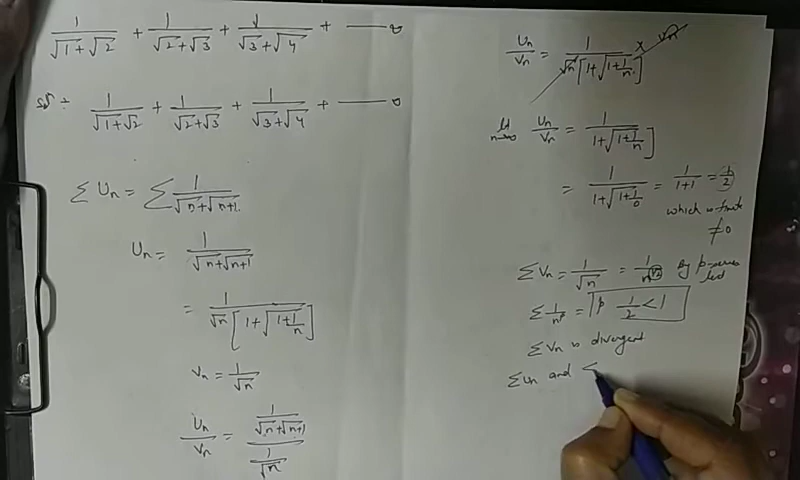 1/(√1+√2) + 1/(√2+√3) + 1/(√3+√4) + —— ∞
Sol :- 1/(√1+√2) + 1/(√2+√3) + 1/(√3+√4) + —— ∞
∑ Un = ∑ 1/(√n+√n+1)
Un = 1/(√n+√n+1)
= 1/(√n[1+√(1+1/n)])
Vn = 1/√n
Un/Vn = (1/(√n+√n+1))/(1/√n)
Un/Vn = 1/(√n[1+√(1+1/n)]) × √n
lt n→∞ Un/Vn = 1/(1+√(1+1/n)]
= 1/(1+√(1+1/0)) = 1/(1+1) = 1/2
which is finite
≠0
∑Vn = 1/√n = 1/n^(1/2) By p-series
test
∑ 1/n^p = p 1/2 < 1
∑Vn is divergent
∑Un and